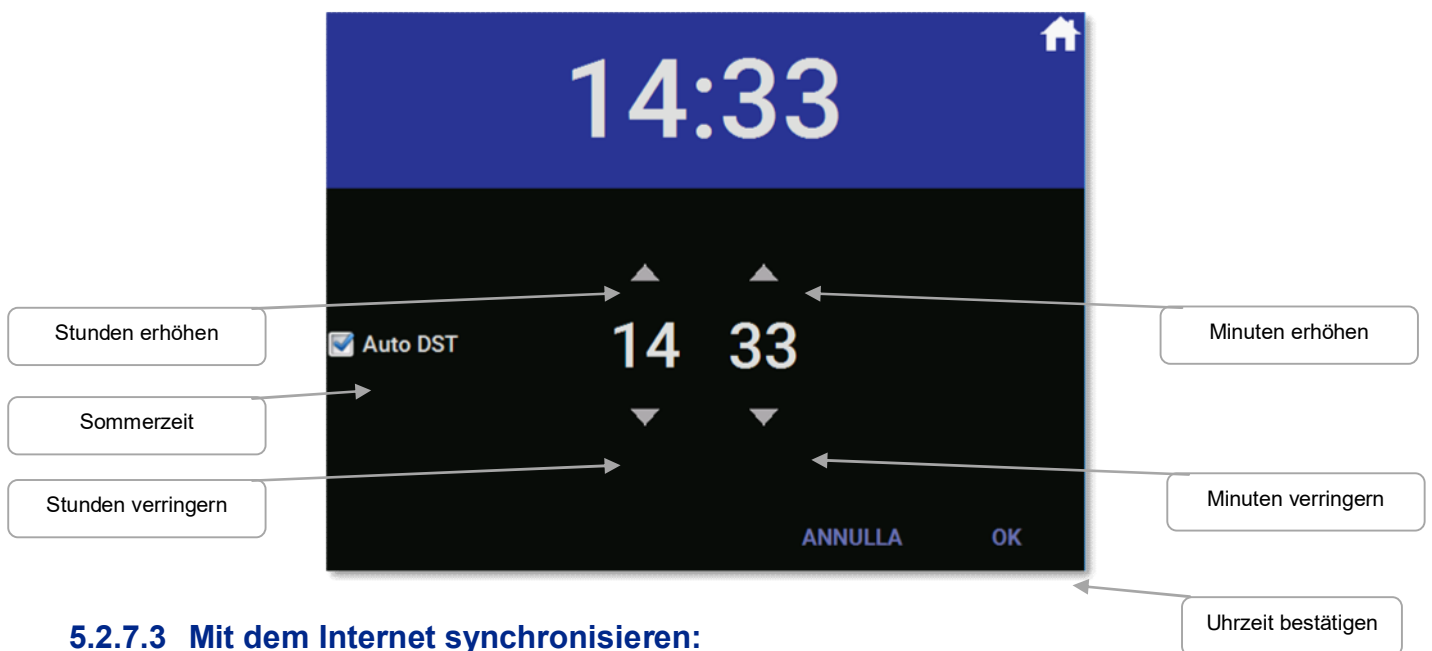 14:33
Stunden erhöhen
Minuten erhöhen
Auto DST
14 33
Sommerzeit
Stunden verringern
Minuten verringern
ANNULLA OK
Uhrzeit bestätigen
5.2.7.3 Mit dem Internet synchronisieren: